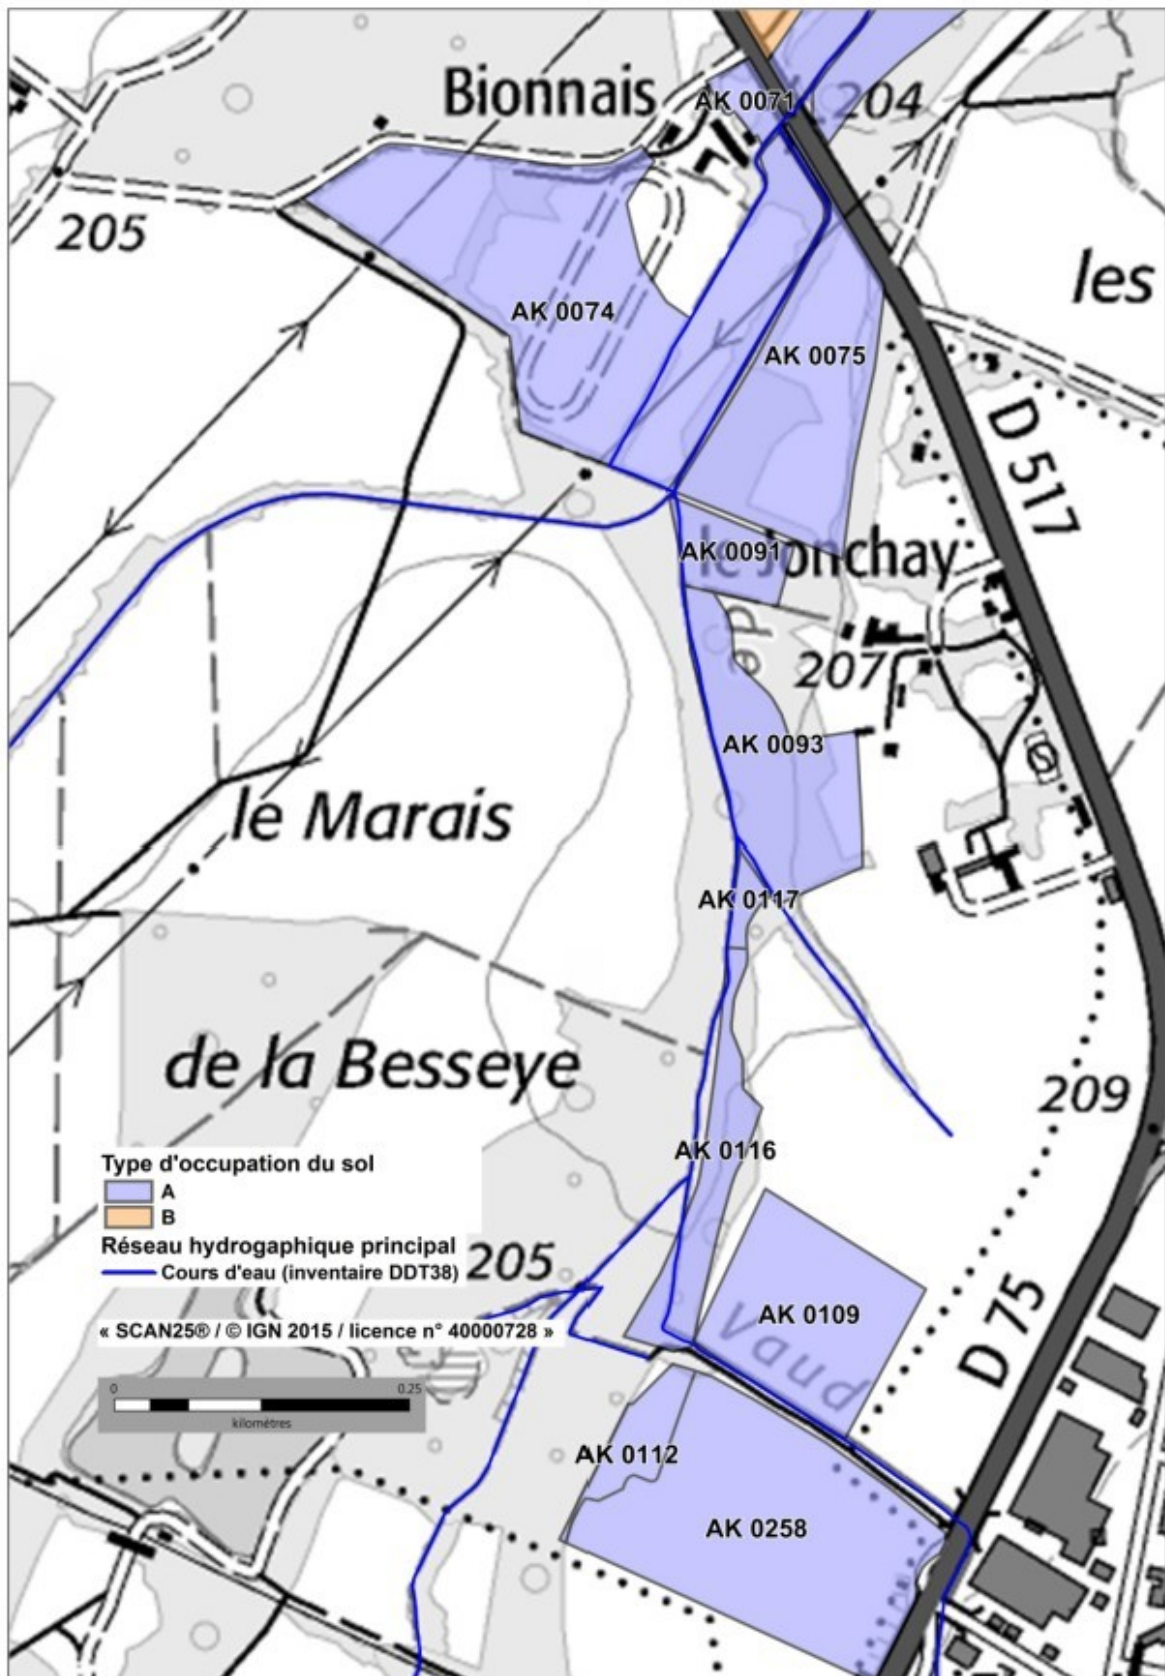 Bionnais
AK 0071
204
205
les
AK 0074
AK 0075
D 517
AK 0091
le Jonchay
de
207
AK 0093
le Marais
AK 0117
de la Besseye
209
AK 0116
Type d'occupation du sol
A
B
Réseau hydrogaphique principal
Cours d'eau (inventaire DDT38)
205
AK 0109
« SCAN25® / © IGN 2015 / licence n° 40000728 »
Vaud
D 75
0 0.25
kilomètres
AK 0112
AK 0258